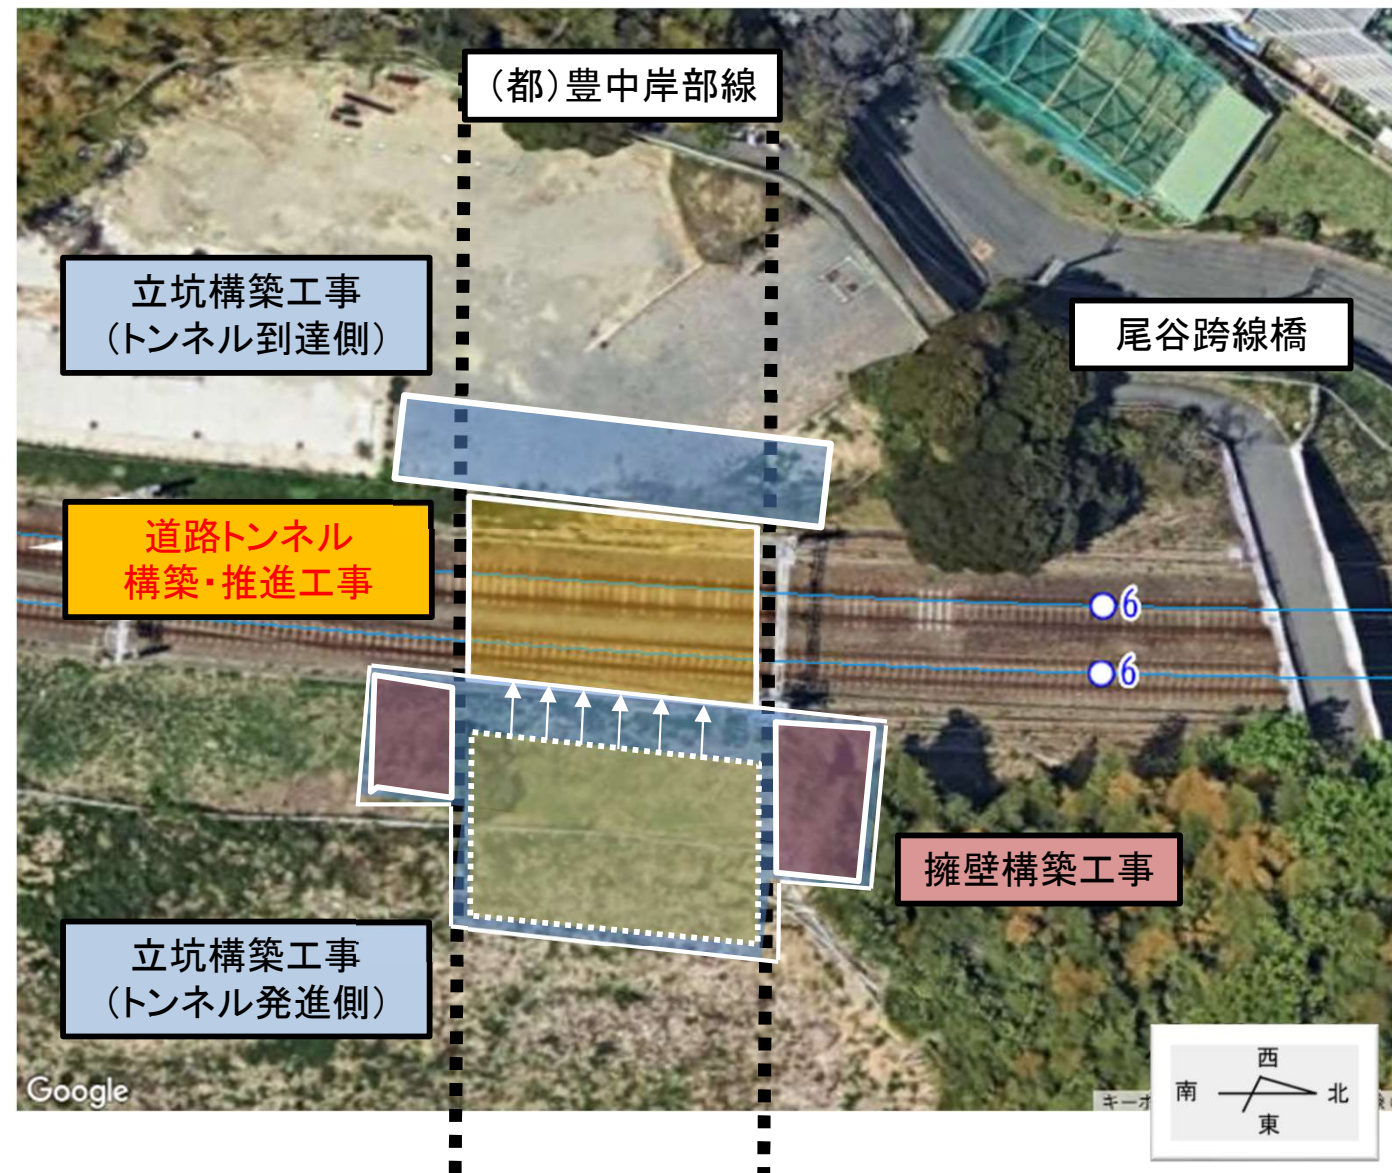 (都)豊中岸部線
立坑構築工事
(トンネル到達側)
尾谷跨線橋
道路トンネル
構築・推進工事
6
6
擁壁構築工事
立坑構築工事
(トンネル発進側)
西
南
北
東
Google
キーボ